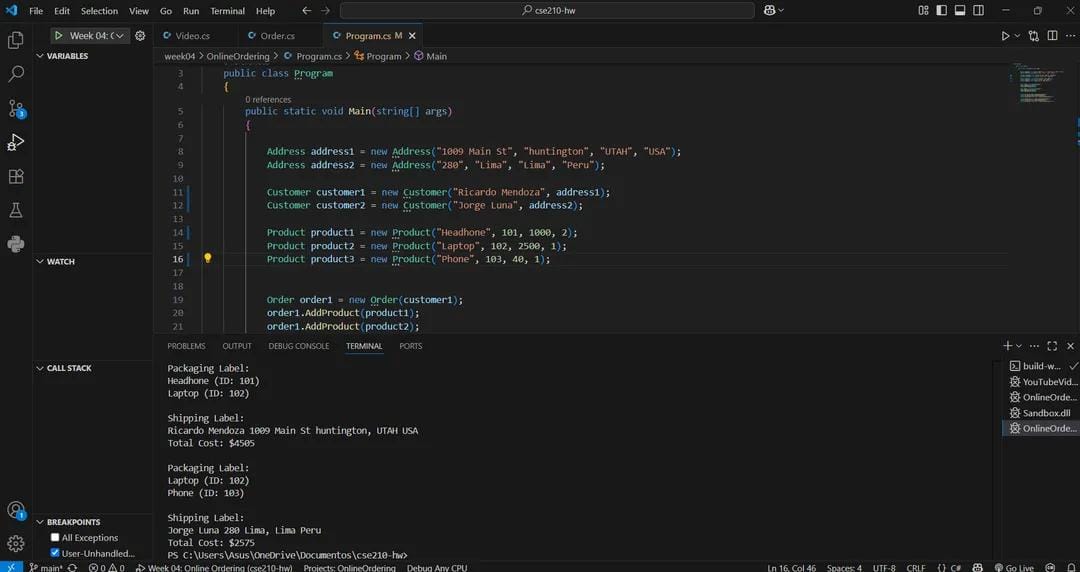 File Edit Selection View Go Run Terminal Help cse210-hw
Week 04: ( Video.cs Order.cs Program.cs M
VARIABLES
week04 > OnlineOrdering > Program.cs > Program > Main
3 public class Program
4 {
0 references
5 public static void Main(string[] args)
6 {
7
8 Address address1 = new Address("1009 Main St", "huntington", "UTAH", "USA");
9 Address address2 = new Address("280", "Lima", "Lima", "Peru");
10
11 Customer customer1 = new Customer("Ricardo Mendoza", address1);
12 Customer customer2 = new Customer("Jorge Luna", address2);
13
14 Product product1 = new Product("Headhone", 101, 1000, 2);
15 Product product2 = new Product("Laptop", 102, 2500, 1);
16 Product product3 = new Product("Phone", 103, 40, 1);
17
18
19 Order order1 = new Order(customer1);
20 order1.AddProduct(product1);
21 order1.AddProduct(product2);
3
WATCH
CALL STACK
BREAKPOINTS
All Exceptions
User-Unhandled...
1
PROBLEMS OUTPUT DEBUG CONSOLE TERMINAL PORTS
Packaging Label:
Headhone (ID: 101)
Laptop (ID: 102)
Shipping Label:
Ricardo Mendoza 1009 Main St huntington, UTAH USA
Total Cost: $4505
Packaging Label:
Laptop (ID: 102)
Phone (ID: 103)
Shipping Label:
Jorge Luna 280 Lima, Lima Peru
Total Cost: $2575
PS C:\Users\Asus\OneDrive\Documentos\cse210-hw>
build-w...
YouTubeVid...
OnlineOrde...
Sandbox.dll
OnlineOrde...
main* 0 0 Week 04: Online Ordering (cse210-hw) Projects: OnlineOrdering Debug Any CPU Ln 16, Col 46 Spaces: 4 UTF-8 CRLF {} C# Go Live